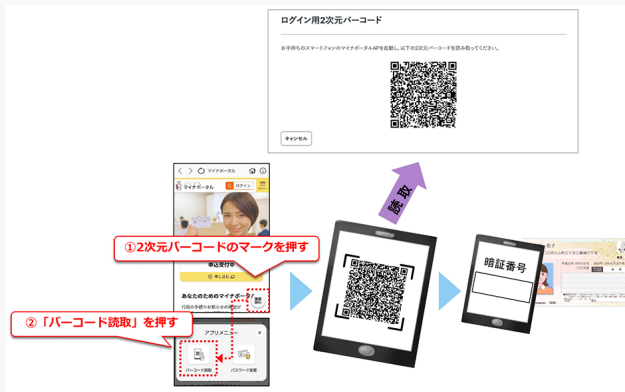 ログイン用2次元バーコード
お手持ちのスマートフォンのマイナポータルAPを起動し、以下の2次元バーコードを読み取ってください。
キャンセル
読取
マイナポータル
マイナポータル
ログイン
メニュー
①2次元バーコードのマークを押す
申込受付中
申し込む
あなたのためのマイナポータル
②「バーコード読取」を押す
アプリメニュー
バーコード読取
パスワード変更
暗証番号
花子